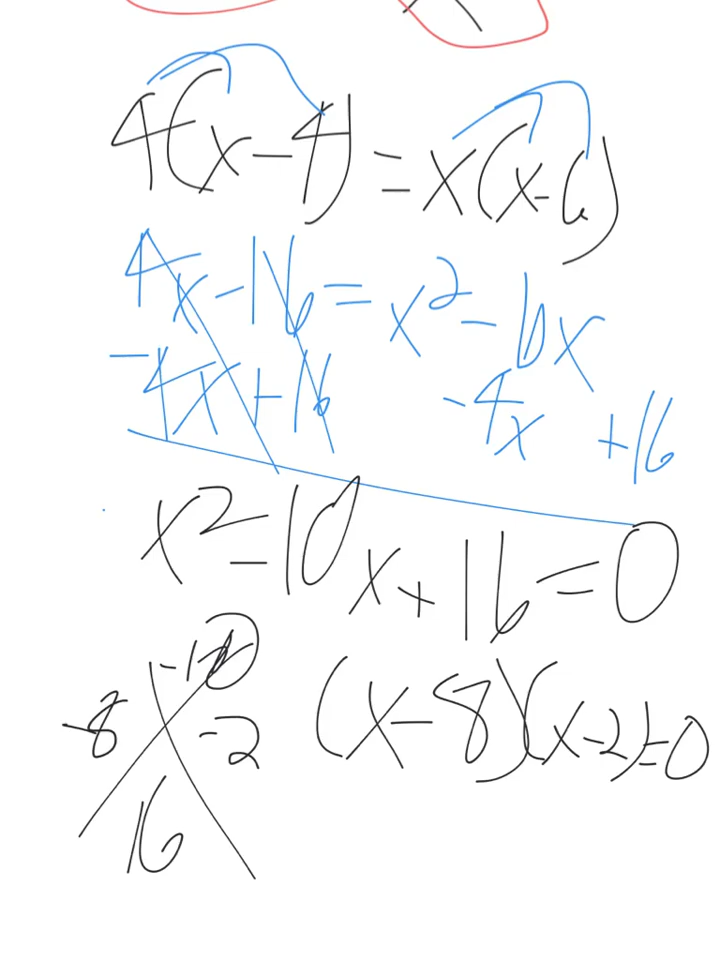 4(x-4) = x(x-6)
4x-16 = x²-6x
-4x+16 -4x +16
x²-10x+16=0
-10
-8 -2 (x-8)(x-2)=0
16